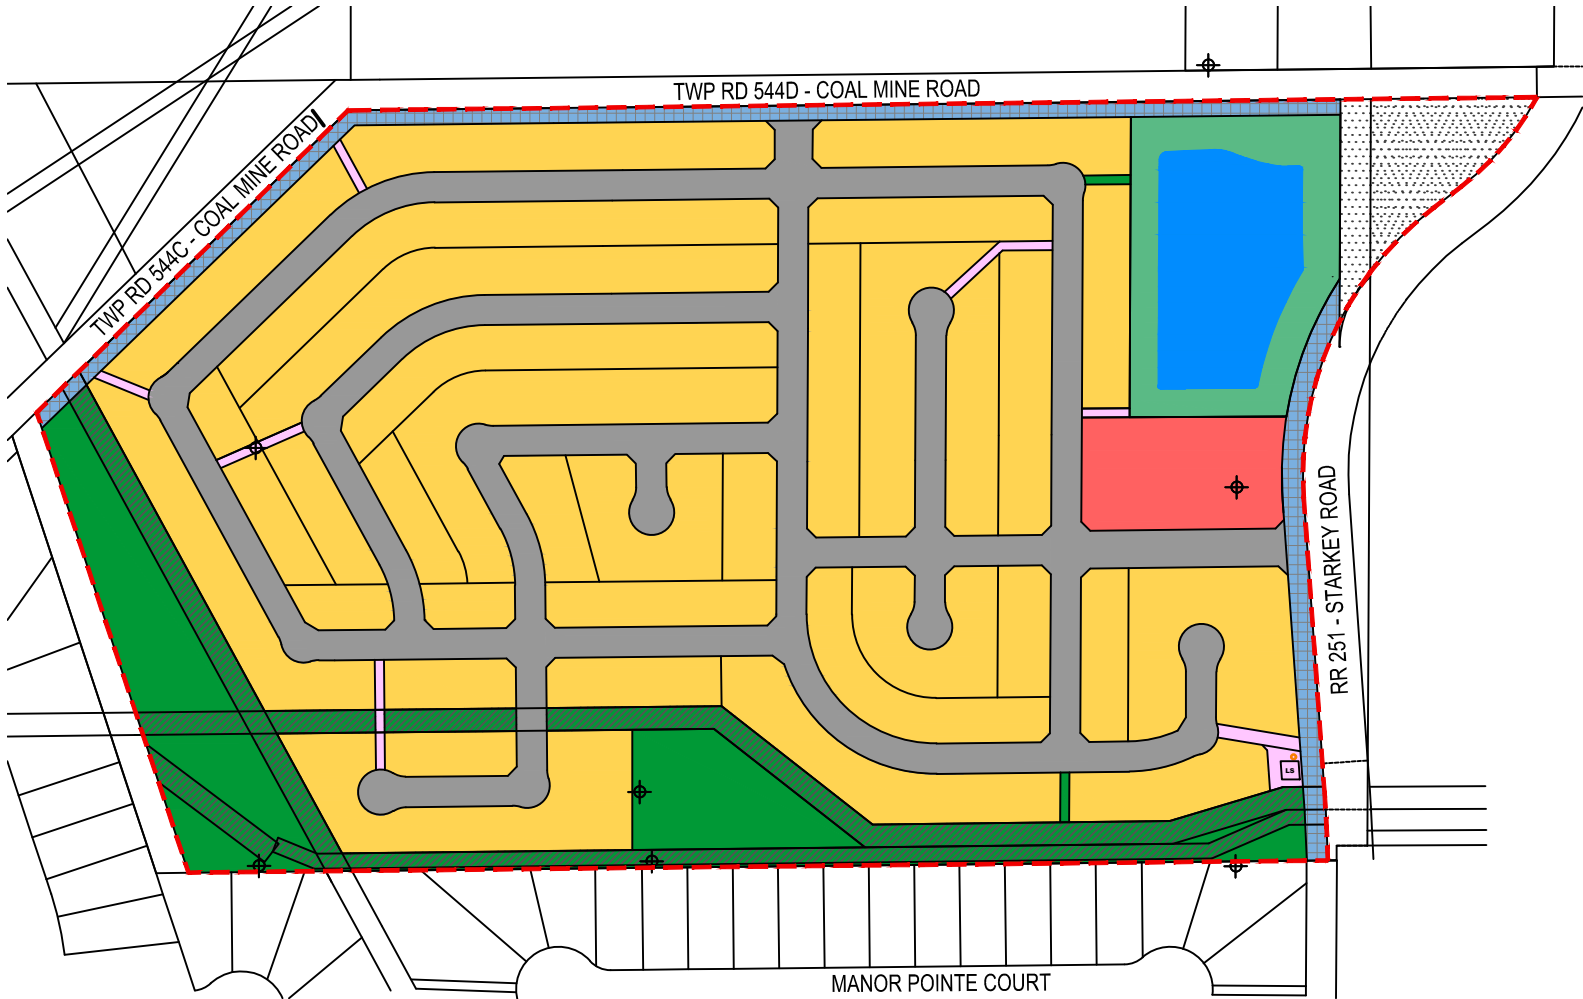 TWP RD 544D - COAL MINE ROAD
TWP RD 544C - COAL MINE ROAD
RR 251 - STARKEY ROAD
LS
MANOR POINTE COURT